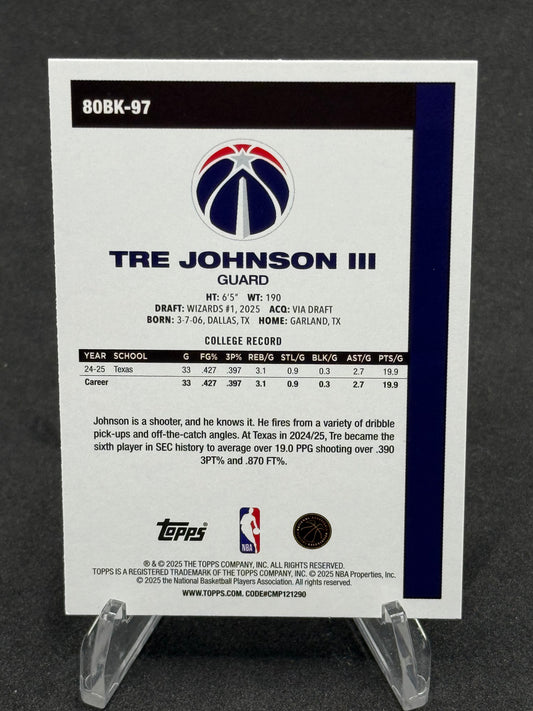 80BK-97
TRE JOHNSON III
GUARD
HT: 6'5" WT: 190
DRAFT: WIZARDS #1, 2025 ACQ: VIA DRAFT
BORN: 3-7-06, DALLAS, TX HOME: GARLAND, TX
COLLEGE RECORD
YEAR SCHOOL G FG% 3P% REB/G STL/G BLK/G AST/G PTS/G
24-25 Texas 33 .427 .397 3.1 0.9 0.3 2.7 19.9
Career 33 .427 .397 3.1 0.9 0.3 2.7 19.9
Johnson is a shooter, and he knows it. He fires from a variety of dribble
pick-ups and off-the-catch angles. At Texas in 2024/25, Tre became the
sixth player in SEC history to average over 19.0 PPG shooting over .390
3PT% and .870 FT%.
Topps NBA
® & © 2025 THE TOPPS COMPANY, INC. ALL RIGHTS RESERVED.
TOPPS IS A REGISTERED TRADEMARK OF THE TOPPS COMPANY, INC. © 2025 NBA Properties, Inc.
© 2025 the National Basketball Players Association. All rights reserved.
WWW.TOPPS.COM. CODE#CMP121290